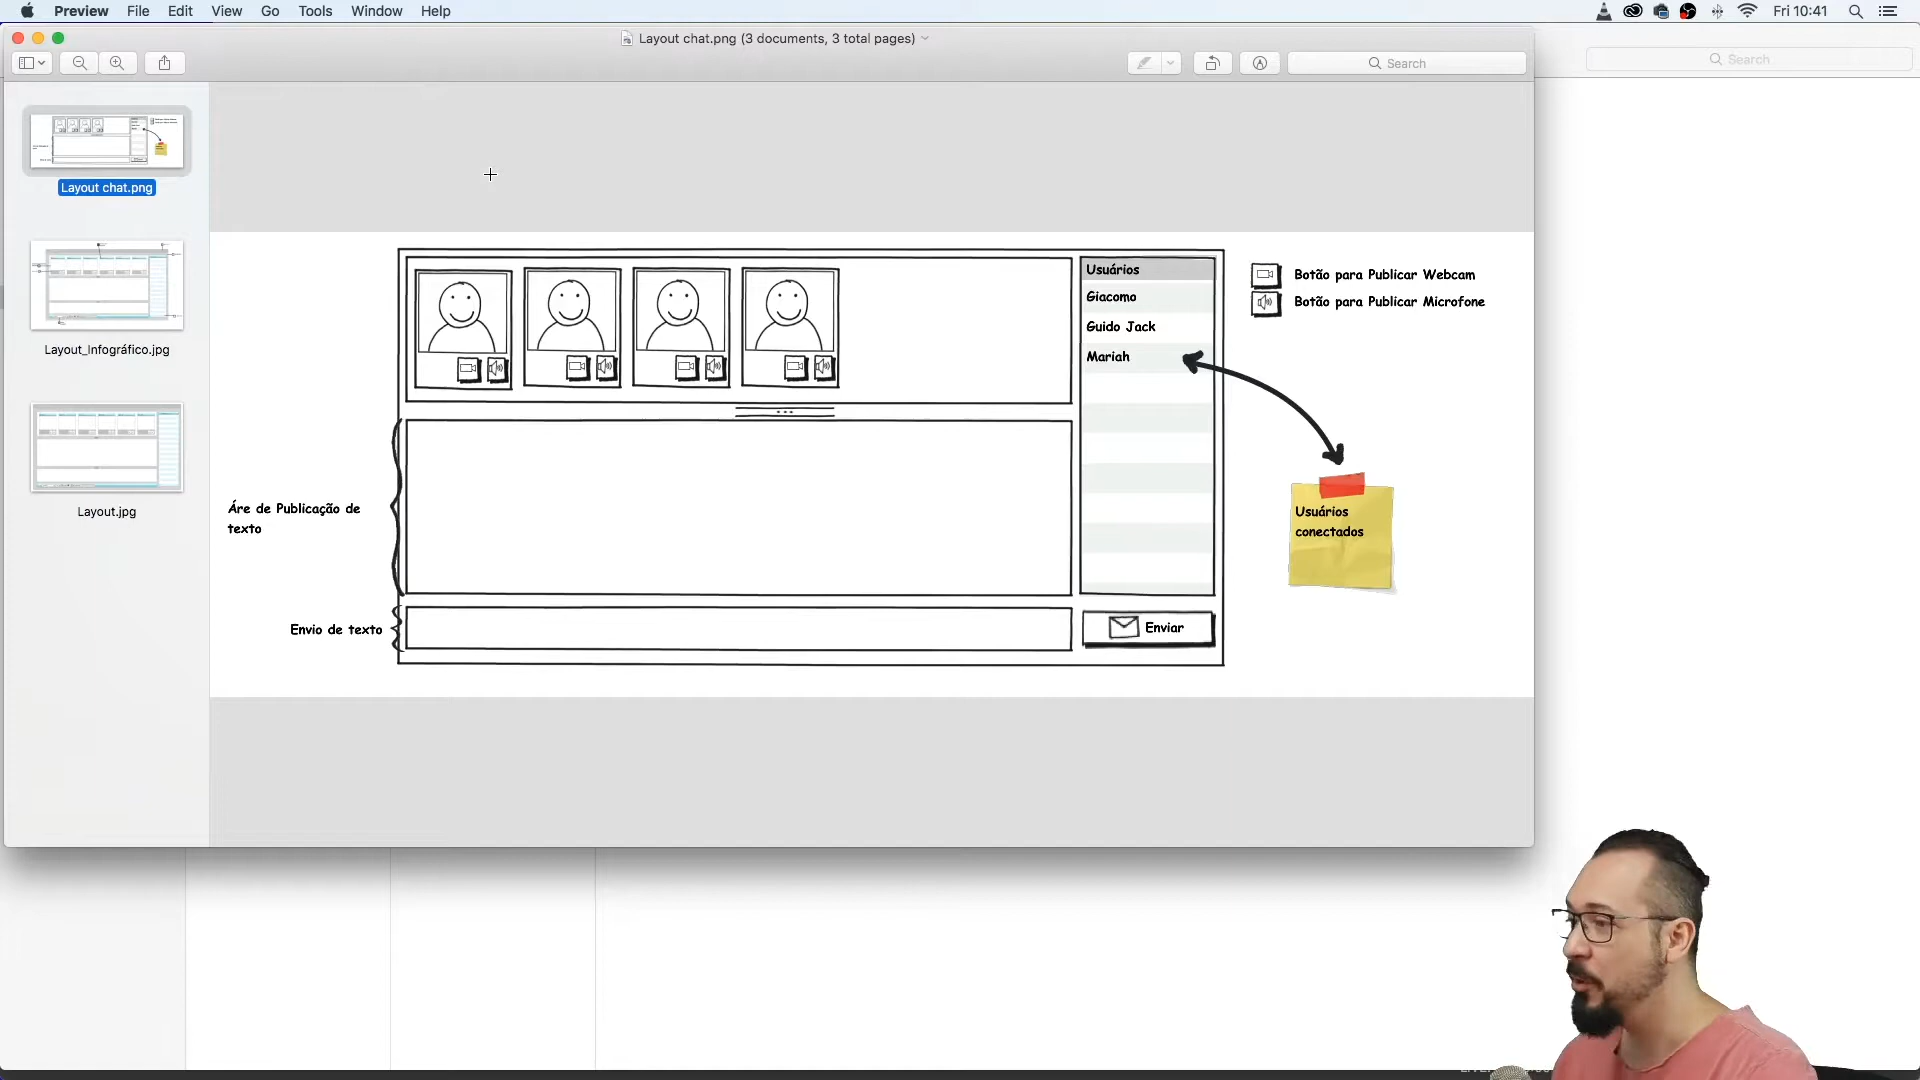 Preview File Edit View Go Tools Window Help
Fri 10:41
Layout chat.png (3 documents, 3 total pages)
Search
Search
Layout chat.png
Layout_Infográfico.jpg
Layout.jpg
Usuários
Giacomo
Guido Jack
Mariah
Botão para Publicar Webcam
Botão para Publicar Microfone
Usuários
conectados
Áre de Publicação de
texto
Envio de texto
Enviar